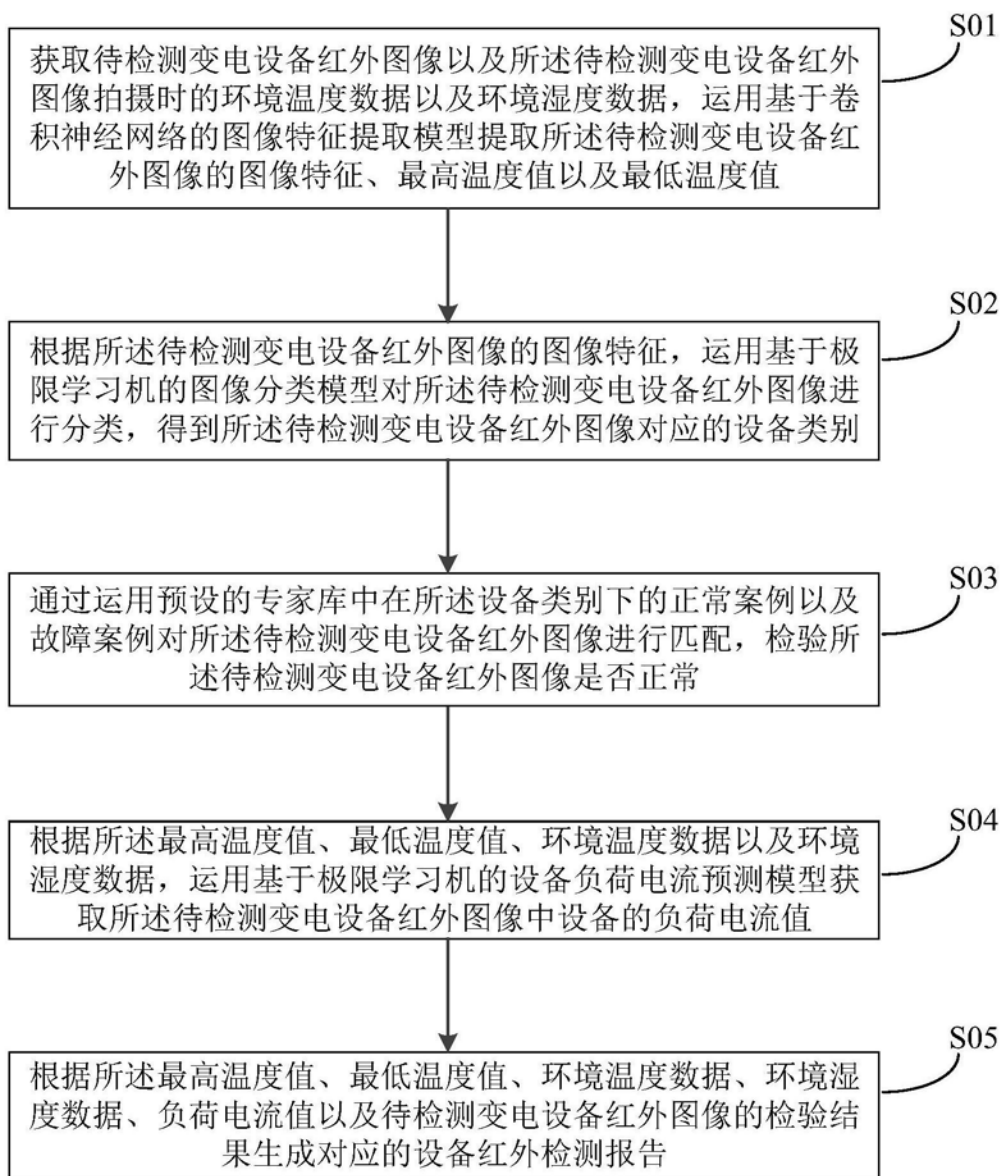 S01
获取待检测变电设备红外图像以及所述待检测变电设备红外
图像拍摄时的环境温度数据以及环境湿度数据，运用基于卷
积神经网络的图像特征提取模型提取所述待检测变电设备红
外图像的图像特征、最高温度值以及最低温度值
S02
根据所述待检测变电设备红外图像的图像特征，运用基于极
限学习机的图像分类模型对所述待检测变电设备红外图像进
行分类，得到所述待检测变电设备红外图像对应的设备类别
S03
通过运用预设的专家库中在所述设备类别下的正常案例以及
故障案例对所述待检测变电设备红外图像进行匹配，检验所
述待检测变电设备红外图像是否正常
S04
根据所述最高温度值、最低温度值、环境温度数据以及环境
湿度数据，运用基于极限学习机的设备负荷电流预测模型获
取所述待检测变电设备红外图像中设备的负荷电流值
S05
根据所述最高温度值、最低温度值、环境温度数据、环境湿
度数据、负荷电流值以及待检测变电设备红外图像的检验结
果生成对应的设备红外检测报告